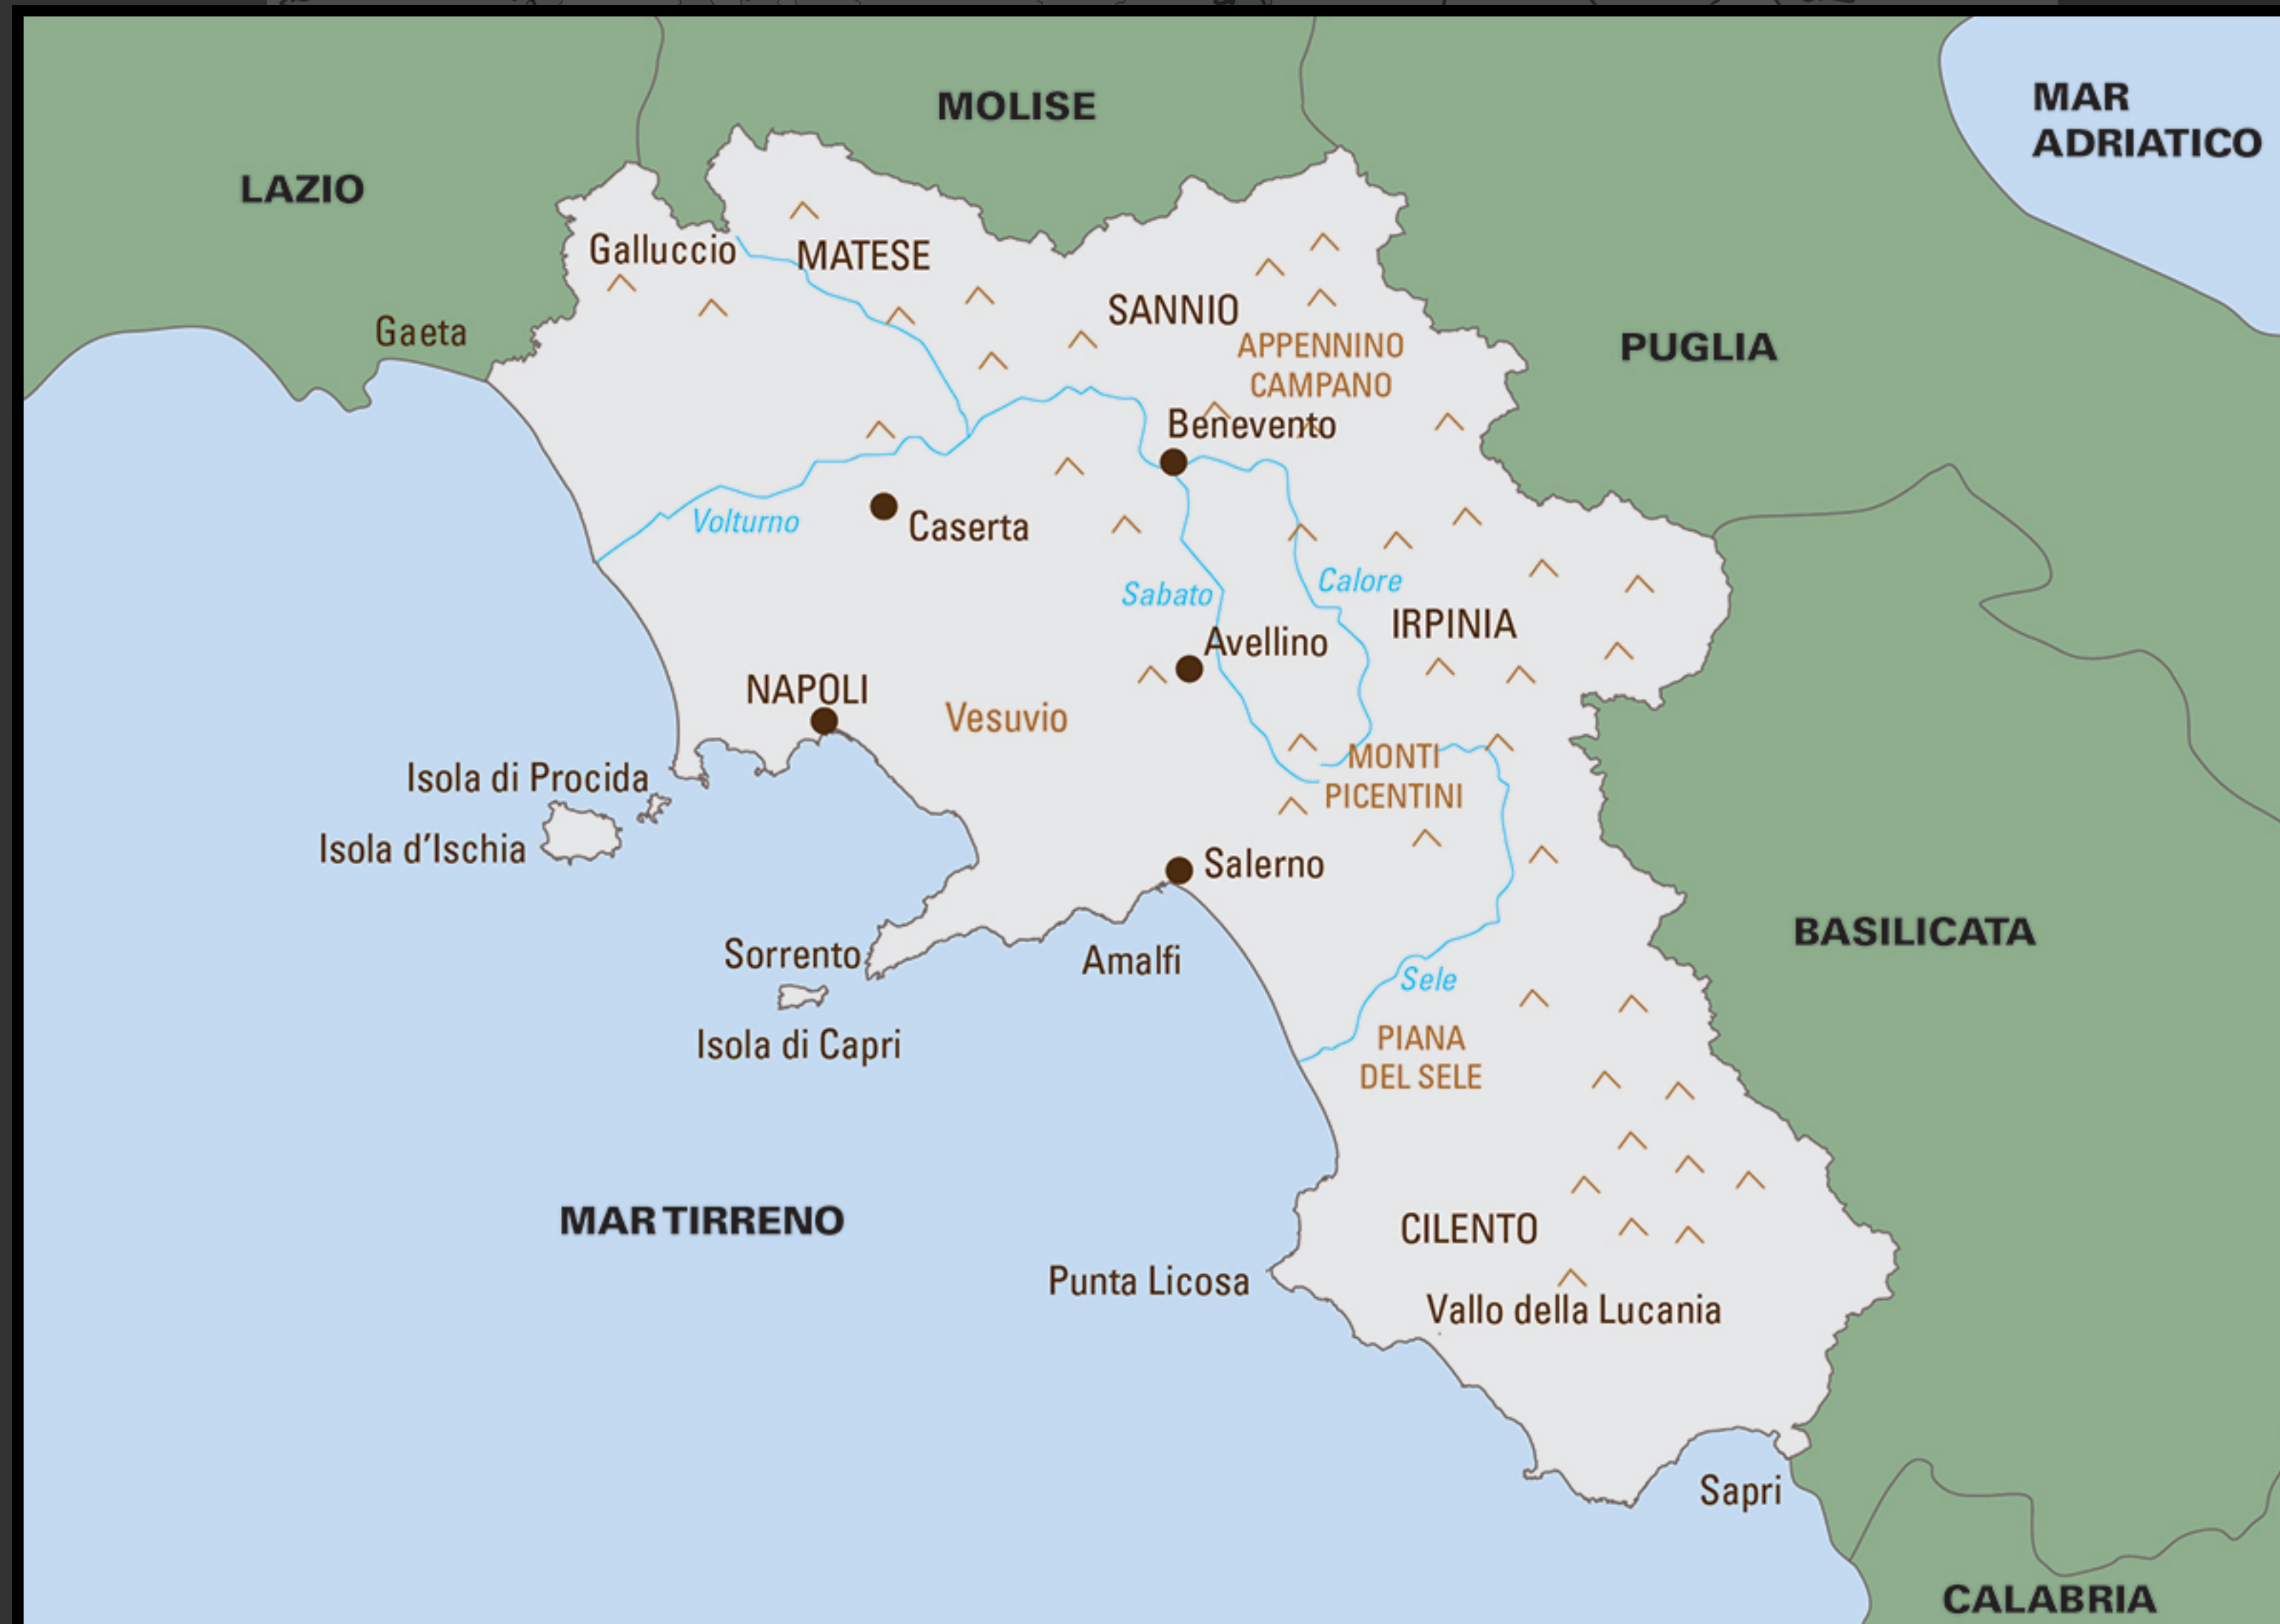 MOLISE
MAR
ADRIATICO
LAZIO
Galluccio
MATESE
SANNIO
Gaeta
APPENNINO
CAMPANO
PUGLIA
Benevento
Volturno
Caserta
Sabato
Calore
IRPINIA
Avellino
NAPOLI
Vesuvio
MONTI
PICENTINI
Isola di Procida
Isola d'Ischia
Salerno
BASILICATA
Sorrento
Amalfi
Sele
Isola di Capri
PIANA
DEL SELE
MAR TIRRENO
CILENTO
Punta Licosa
Vallo della Lucania
Sapri
CALABRIA